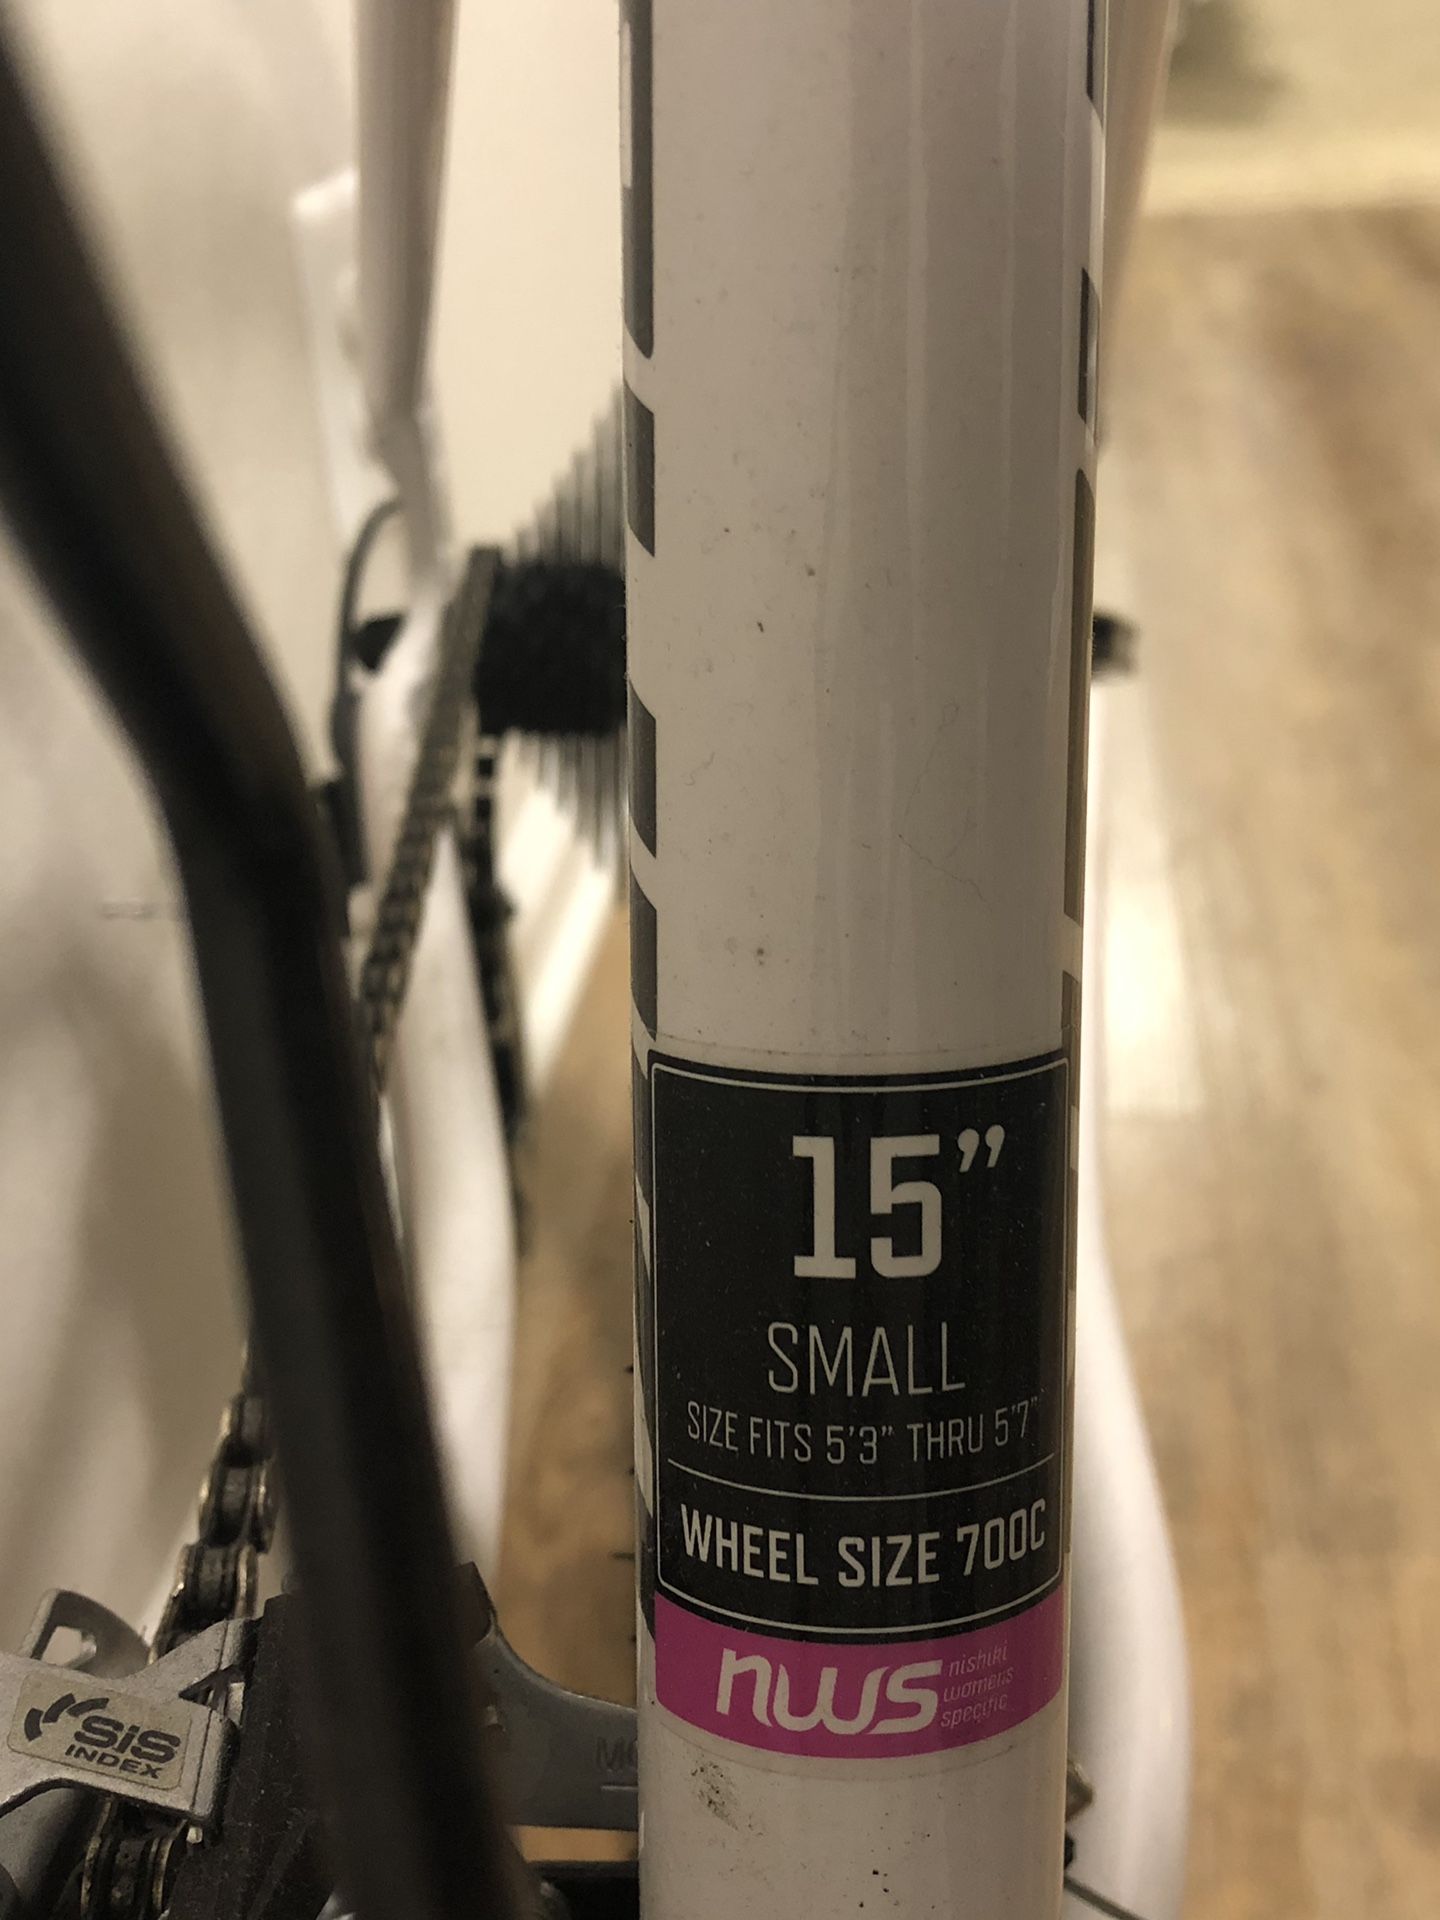 15”
SMALL
SIZE FITS 5'3" THRU 5'7"
WHEEL SIZE 700C
nws
nishiki
womens
specific
SiS
INDEX